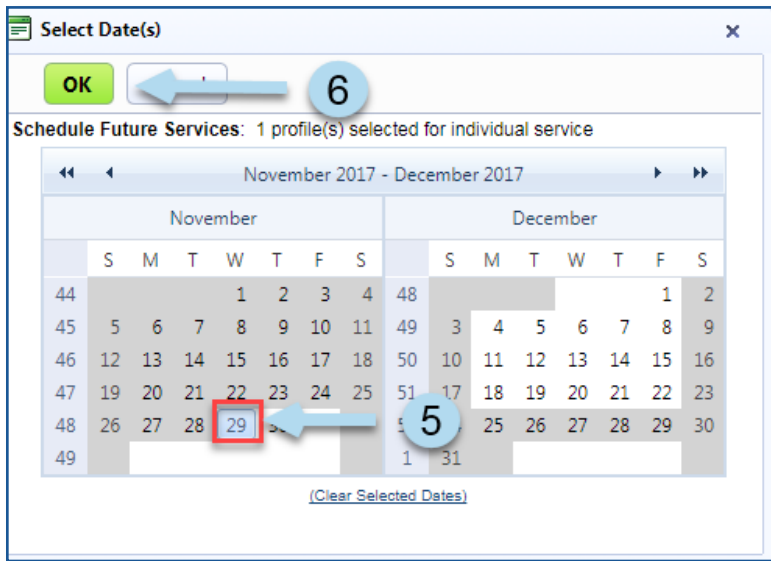 Select Date(s)
OK
6
Schedule Future Services: 1 profile(s) selected for individual service
November 2017 - December 2017
November December
S M T W T F S S M T W T F S
44 1 2 3 4 48 1 2
45 5 6 7 8 9 10 11 49 3 4 5 6 7 8 9
46 12 13 14 15 16 17 18 50 10 11 12 13 14 15 16
47 19 20 21 22 23 24 25 51 17 18 19 20 21 22 23
48 26 27 28 29 5 25 26 27 28 29 30
49 1 31
(Clear Selected Dates)